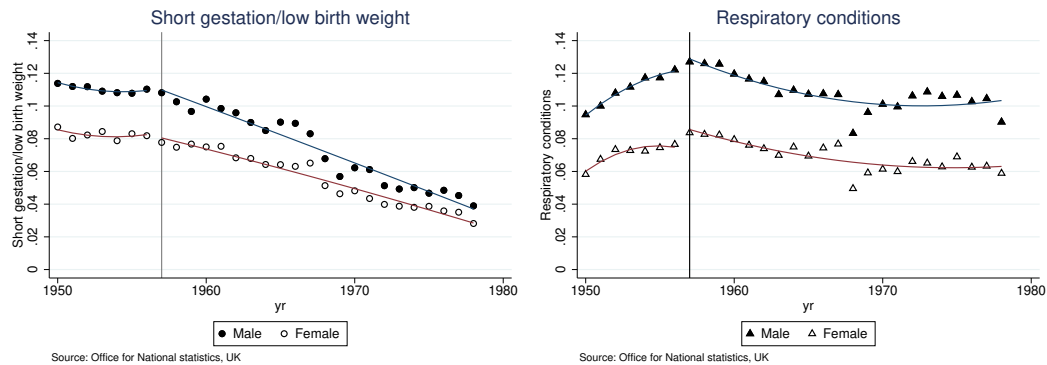 Short gestation/low birth weight
Short gestation/low birth weight
0 .02 .04 .06 .08 .1 .12 .14
1950 1960 1970 1980
yr
Male Female
Source: Office for National statistics, UK
Respiratory conditions
Respiratory conditions
0 .02 .04 .06 .08 .1 .12 .14
1950 1960 1970 1980
yr
Male Female
Source: Office for National statistics, UK